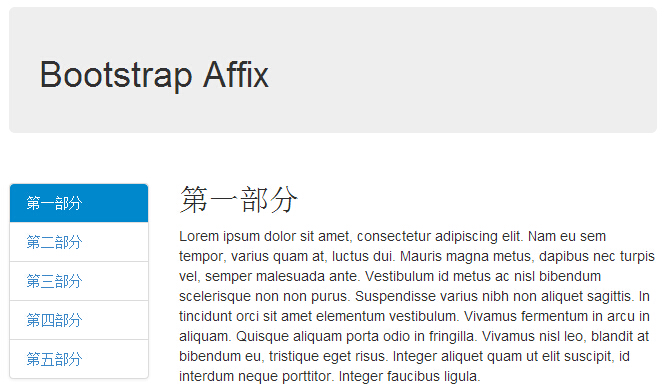 Bootstrap Affix
第一部分
第二部分
第三部分
第四部分
第五部分
第一部分
Lorem ipsum dolor sit amet, consectetur adipiscing elit. Nam eu sem
tempor, varius quam at, luctus dui. Mauris magna metus, dapibus nec turpis
vel, semper malesuada ante. Vestibulum id metus ac nisl bibendum
scelerisque non non purus. Suspendisse varius nibh non aliquet sagittis. In
tincidunt orci sit amet elementum vestibulum. Vivamus fermentum in arcu in
aliquam. Quisque aliquam porta odio in fringilla. Vivamus nisl leo, blandit at
bibendum eu, tristique eget risus. Integer aliquet quam ut elit suscipit, id
interdum neque porttitor. Integer faucibus ligula.